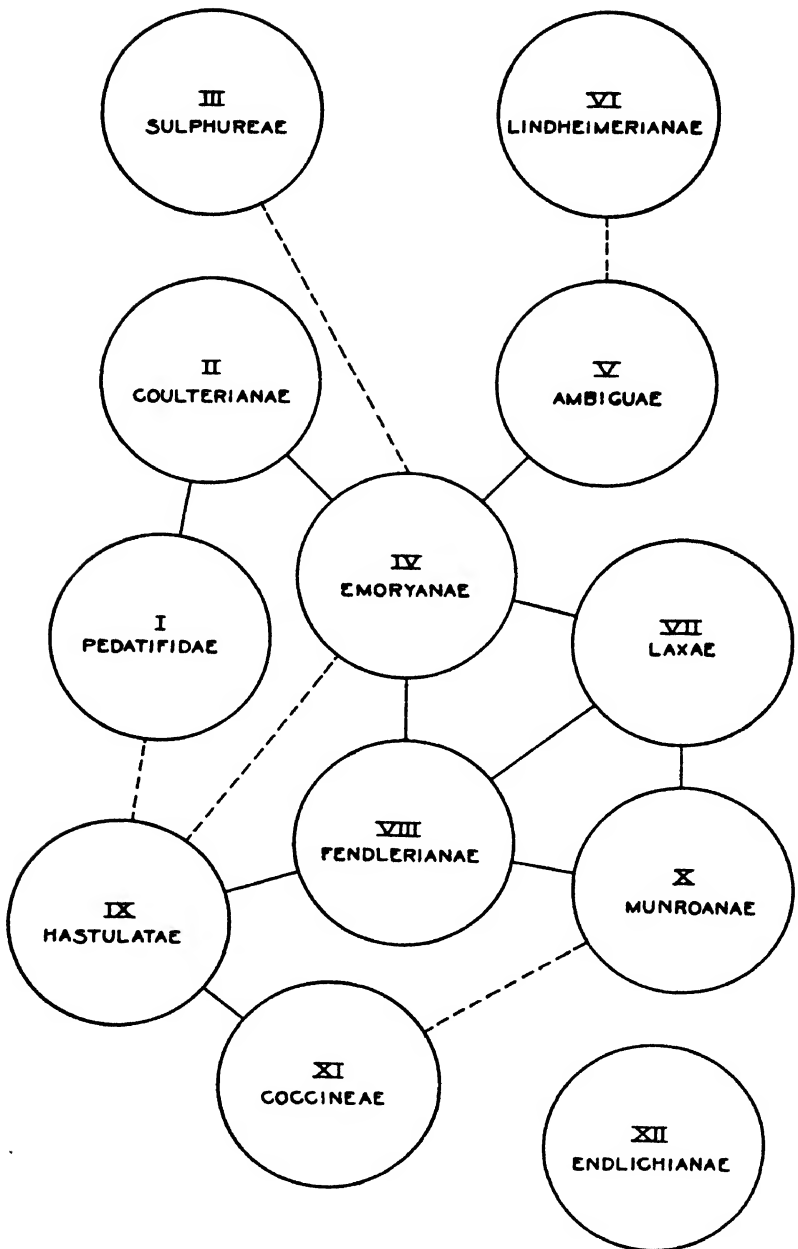 III
SULPHUREAE
VI
LINDHEIMERIANAE
II
COULTERIANAE
V
AMBIGUAE
IV
EMORYANAE
I
PEDATIFIDAE
VII
LAXAE
VIII
FENDLERIANAE
IX
HASTULATAE
X
MUNROANAE
XI
COCCINEAE
XII
ENDLICHIANAE